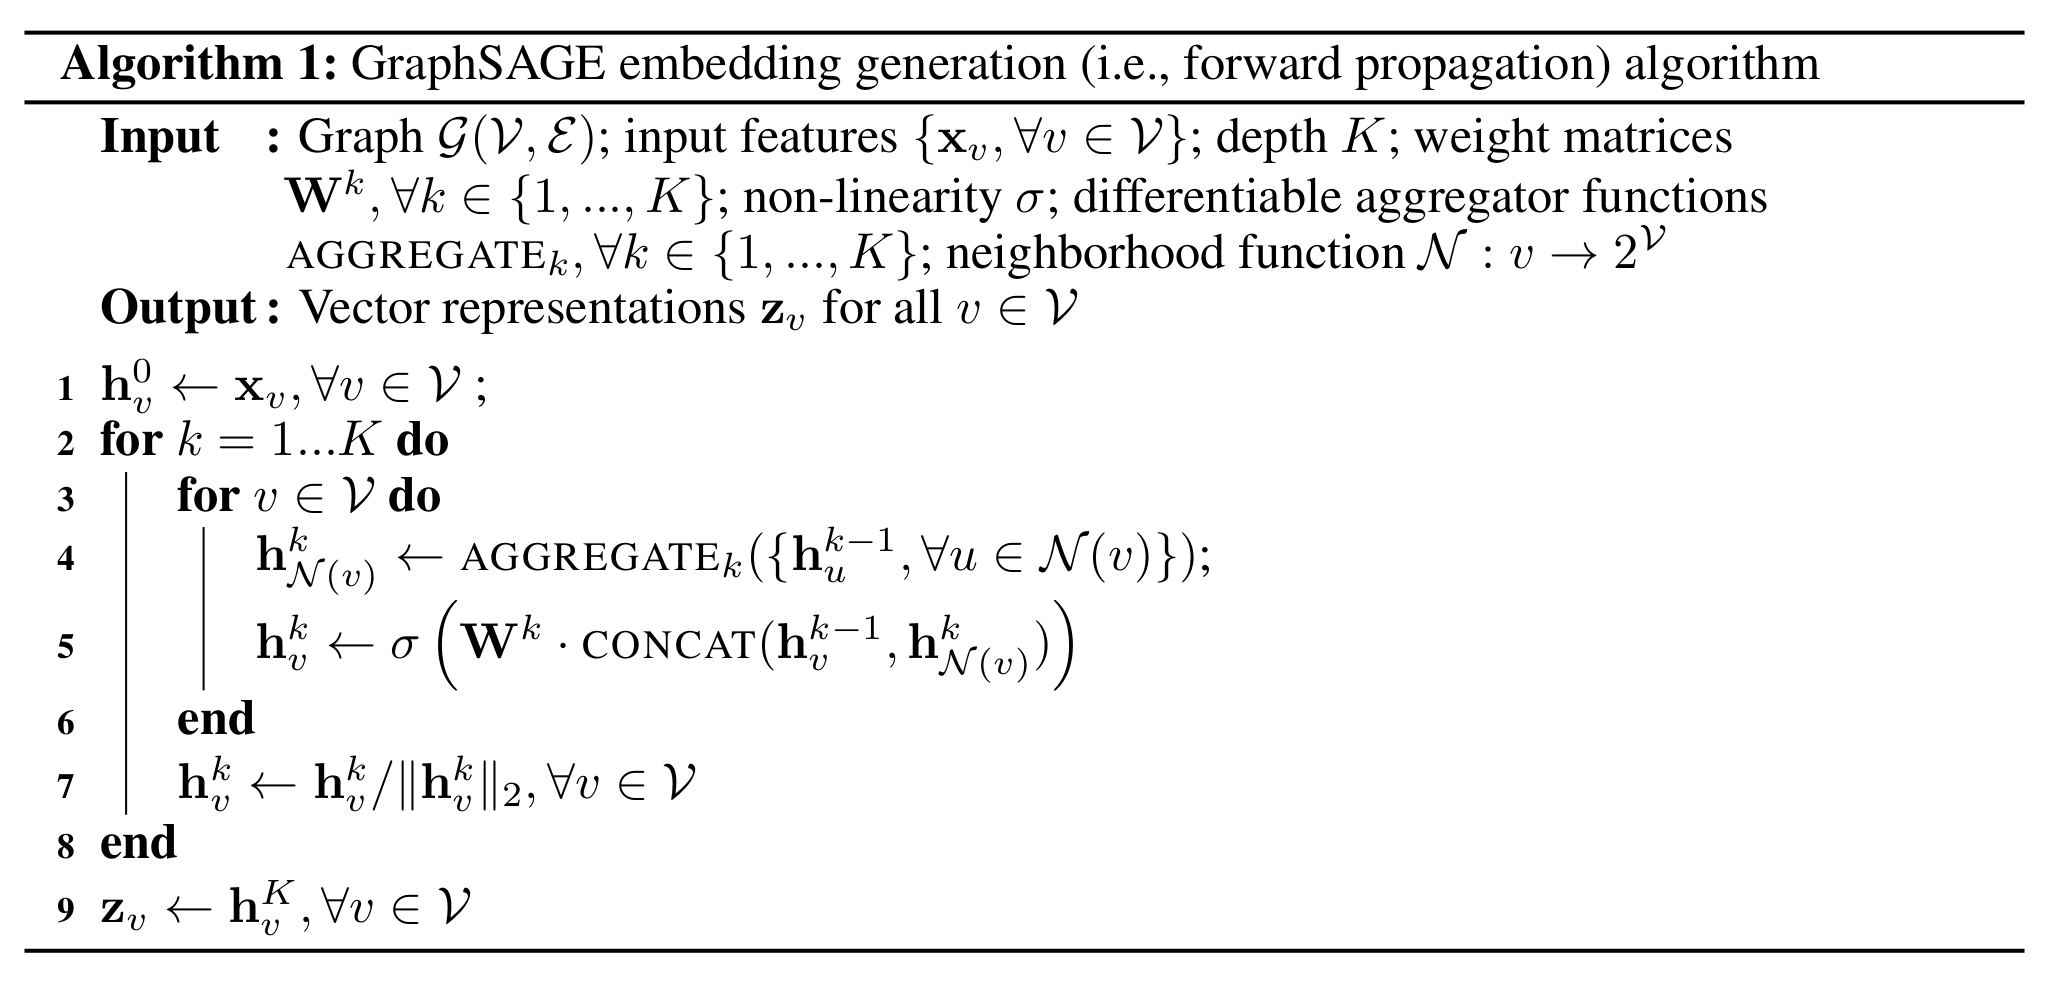 Algorithm 1: GraphSAGE embedding generation (i.e., forward propagation) algorithm
Input : Graph $\mathcal{G}(\mathcal{V}, \mathcal{E})$; input features $\{\mathbf{x}_v, \forall v \in \mathcal{V}\}$; depth $K$; weight matrices
$\mathbf{W}^k, \forall k \in \{1, ..., K\}$; non-linearity $\sigma$; differentiable aggregator functions
AGGREGATE$_k, \forall k \in \{1, ..., K\}$; neighborhood function $\mathcal{N} : v \rightarrow 2^{\mathcal{V}}$
Output : Vector representations $\mathbf{z}_v$ for all $v \in \mathcal{V}$
1 $\mathbf{h}_v^0 \leftarrow \mathbf{x}_v, \forall v \in \mathcal{V}$ ;
2 for $k = 1...K$ do
3 for $v \in \mathcal{V}$ do
4 $\mathbf{h}_{\mathcal{N}(v)}^k \leftarrow$ AGGREGATE$_k(\{\mathbf{h}_u^{k-1}, \forall u \in \mathcal{N}(v)\})$;
5 $\mathbf{h}_v^k \leftarrow \sigma \left( \mathbf{W}^k \cdot \text{CONCAT}(\mathbf{h}_v^{k-1}, \mathbf{h}_{\mathcal{N}(v)}^k) \right)$
6 end
7 $\mathbf{h}_v^k \leftarrow \mathbf{h}_v^k / \|\mathbf{h}_v^k\|_2, \forall v \in \mathcal{V}$
8 end
9 $\mathbf{z}_v \leftarrow \mathbf{h}_v^K, \forall v \in \mathcal{V}$